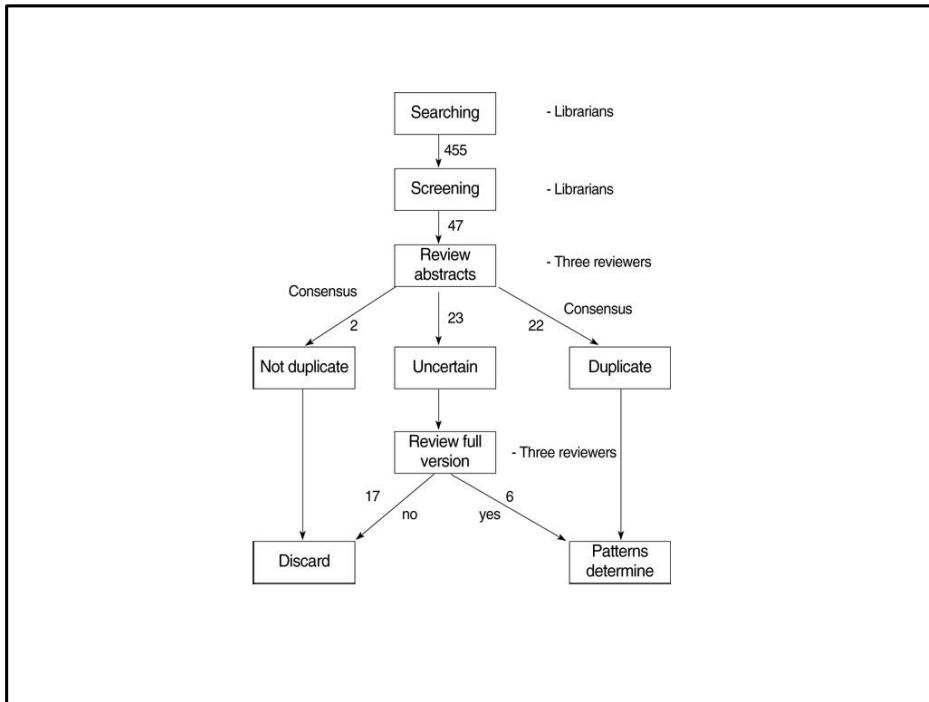 Searching
- Librarians
455
Screening
- Librarians
47
Review
abstracts
- Three reviewers
Consensus
2
23
22
Consensus
Not duplicate
Uncertain
Duplicate
Review full
version
- Three reviewers
17
no
6
yes
Discard
Patterns
determine